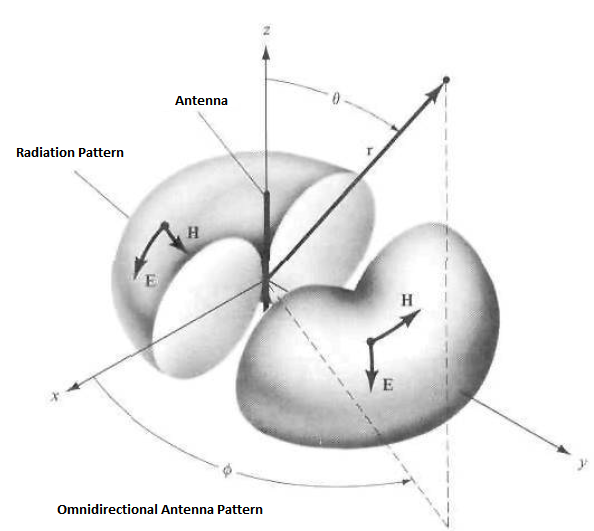 z
θ
Antenna
r
Radiation Pattern
H
E
H
E
x
y
ϕ
Omnidirectional Antenna Pattern